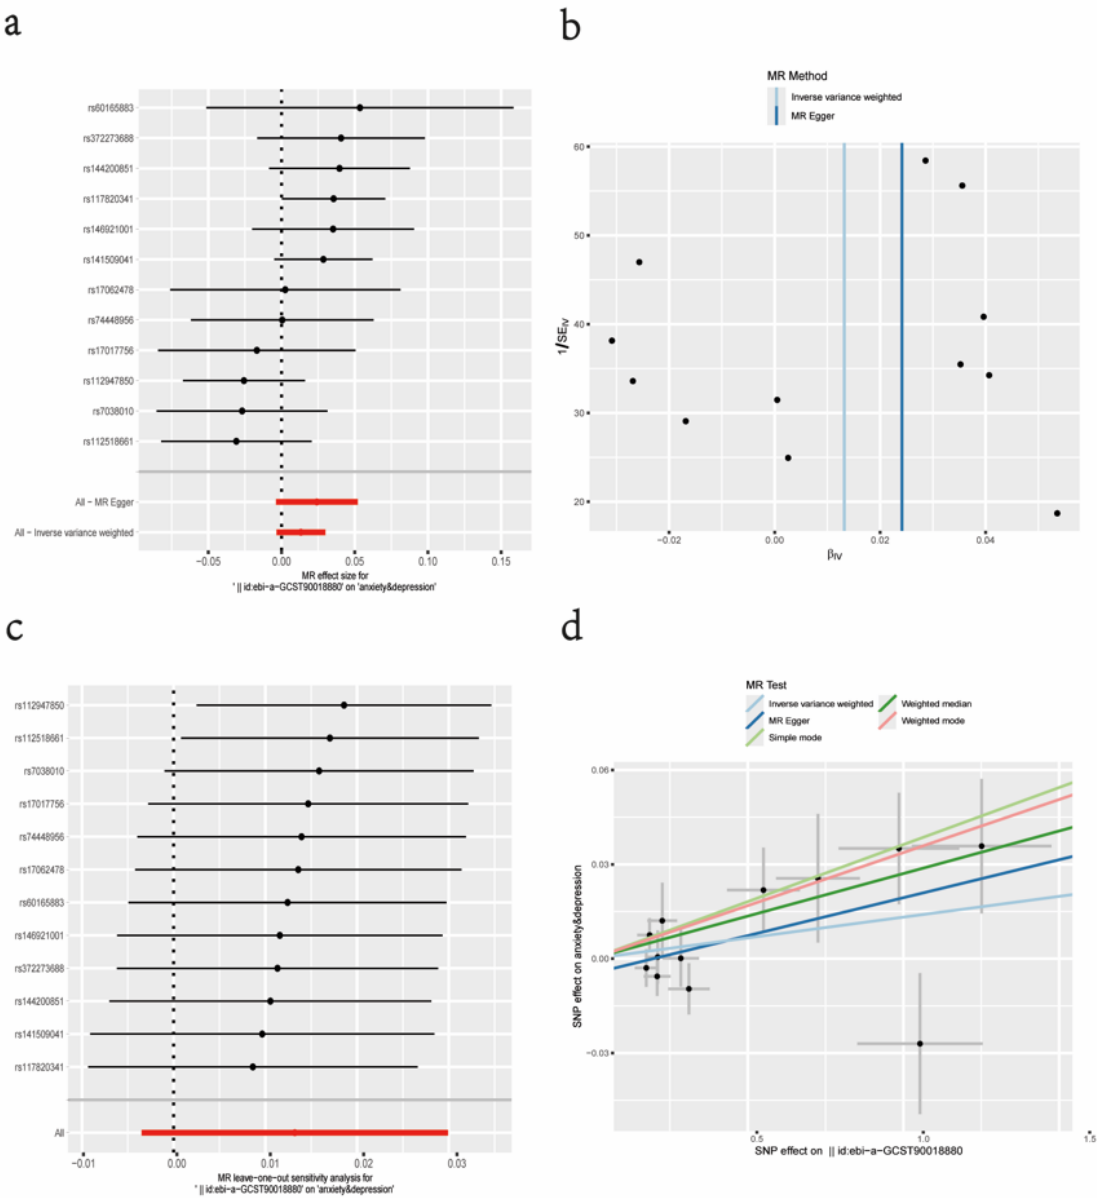 a
rs60165883
rs372273688
rs144200851
rs117820341
rs146921001
rs141509041
rs17062478
rs74448956
rs17017756
rs112947850
rs7038010
rs112518661
All − MR Egger
All − Inverse variance weighted
−0.05 0.00 0.05 0.10 0.15
MR effect size for
' || id:ebi−a−GCST90018880' on 'anxiety&depression'
b
MR Method
Inverse variance weighted
MR Egger
60
50
40
30
20
1/SEIV
−0.02 0.00 0.02 0.04
βIV
c
rs112947850
rs112518661
rs7038010
rs17017756
rs74448956
rs17062478
rs60165883
rs146921001
rs372273688
rs144200851
rs141509041
rs117820341
All
−0.01 0.00 0.01 0.02 0.03
MR leave−one−out sensitivity analysis for
' || id:ebi−a−GCST90018880' on 'anxiety&depression'
d
MR Test
Inverse variance weighted
MR Egger
Simple mode
Weighted median
Weighted mode
0.06
0.03
0.00
−0.03
SNP effect on anxiety&depression
0.5 1.0 1.5
SNP effect on || id:ebi−a−GCST90018880